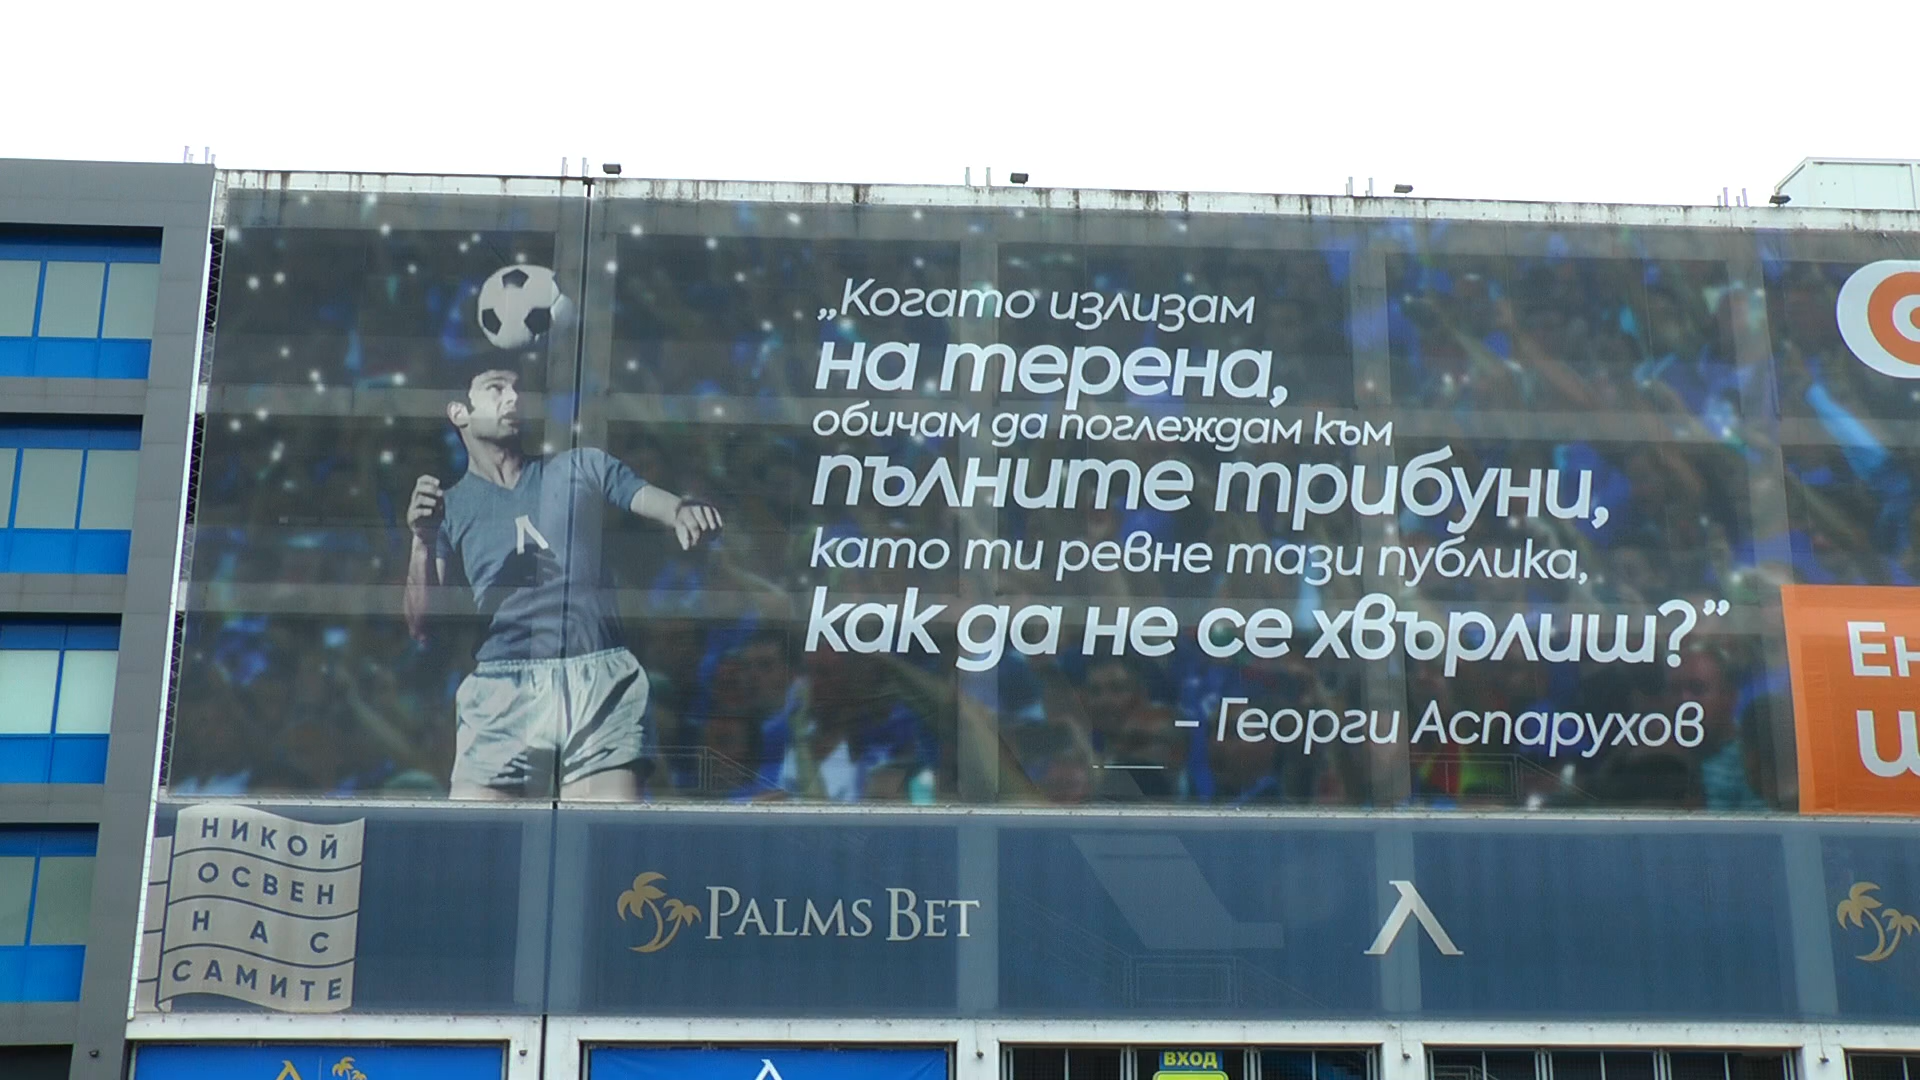 „Когато излизам
на терена,
обичам да поглеждам към
пълните трибуни,
като ти ревне тази публика,
как да не се хвърлиш?”
– Георги Аспарухов
НИКОЙ
ОСВЕН
НАС
САМИТЕ
PALMS BET
ВХОД